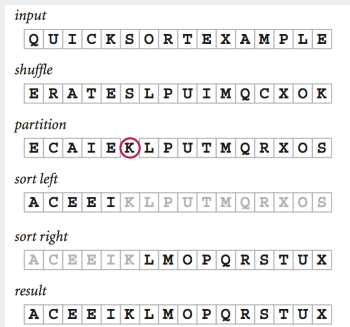 input
Q U I C K S O R T E X A M P L E
shuffle
E R A T E S L P U I M Q C X O K
partition
E C A I E K L P U T M Q R X O S
sort left
A C E E I K L P U T M Q R X O S
sort right
A C E E I K L M O P Q R S T U X
result
A C E E I K L M O P Q R S T U X